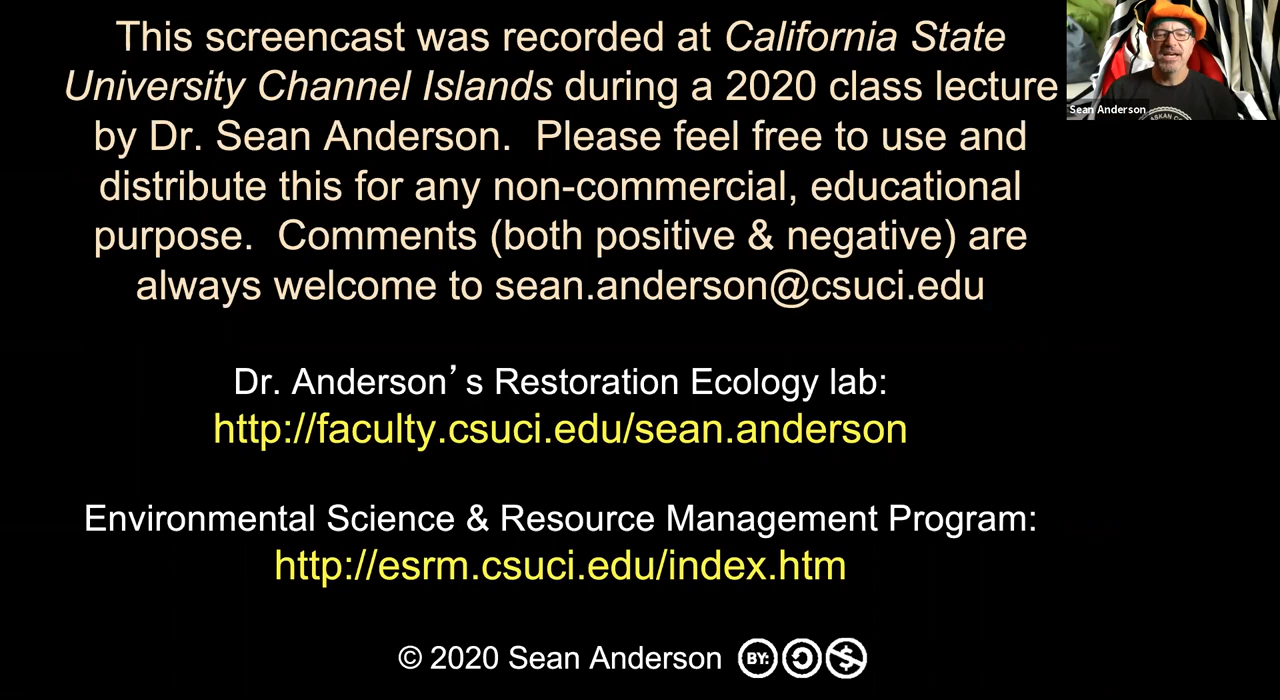 This screencast was recorded at California State
University Channel Islands during a 2020 class lecture
by Dr. Sean Anderson.  Please feel free to use and
distribute this for any non-commercial, educational
purpose.  Comments (both positive & negative) are
always welcome to sean.anderson@csuci.edu
Sean Anderson
Dr. Anderson’s Restoration Ecology lab:
http://faculty.csuci.edu/sean.anderson
Environmental Science & Resource Management Program:
http://esrm.csuci.edu/index.htm
© 2020 Sean Anderson BY: